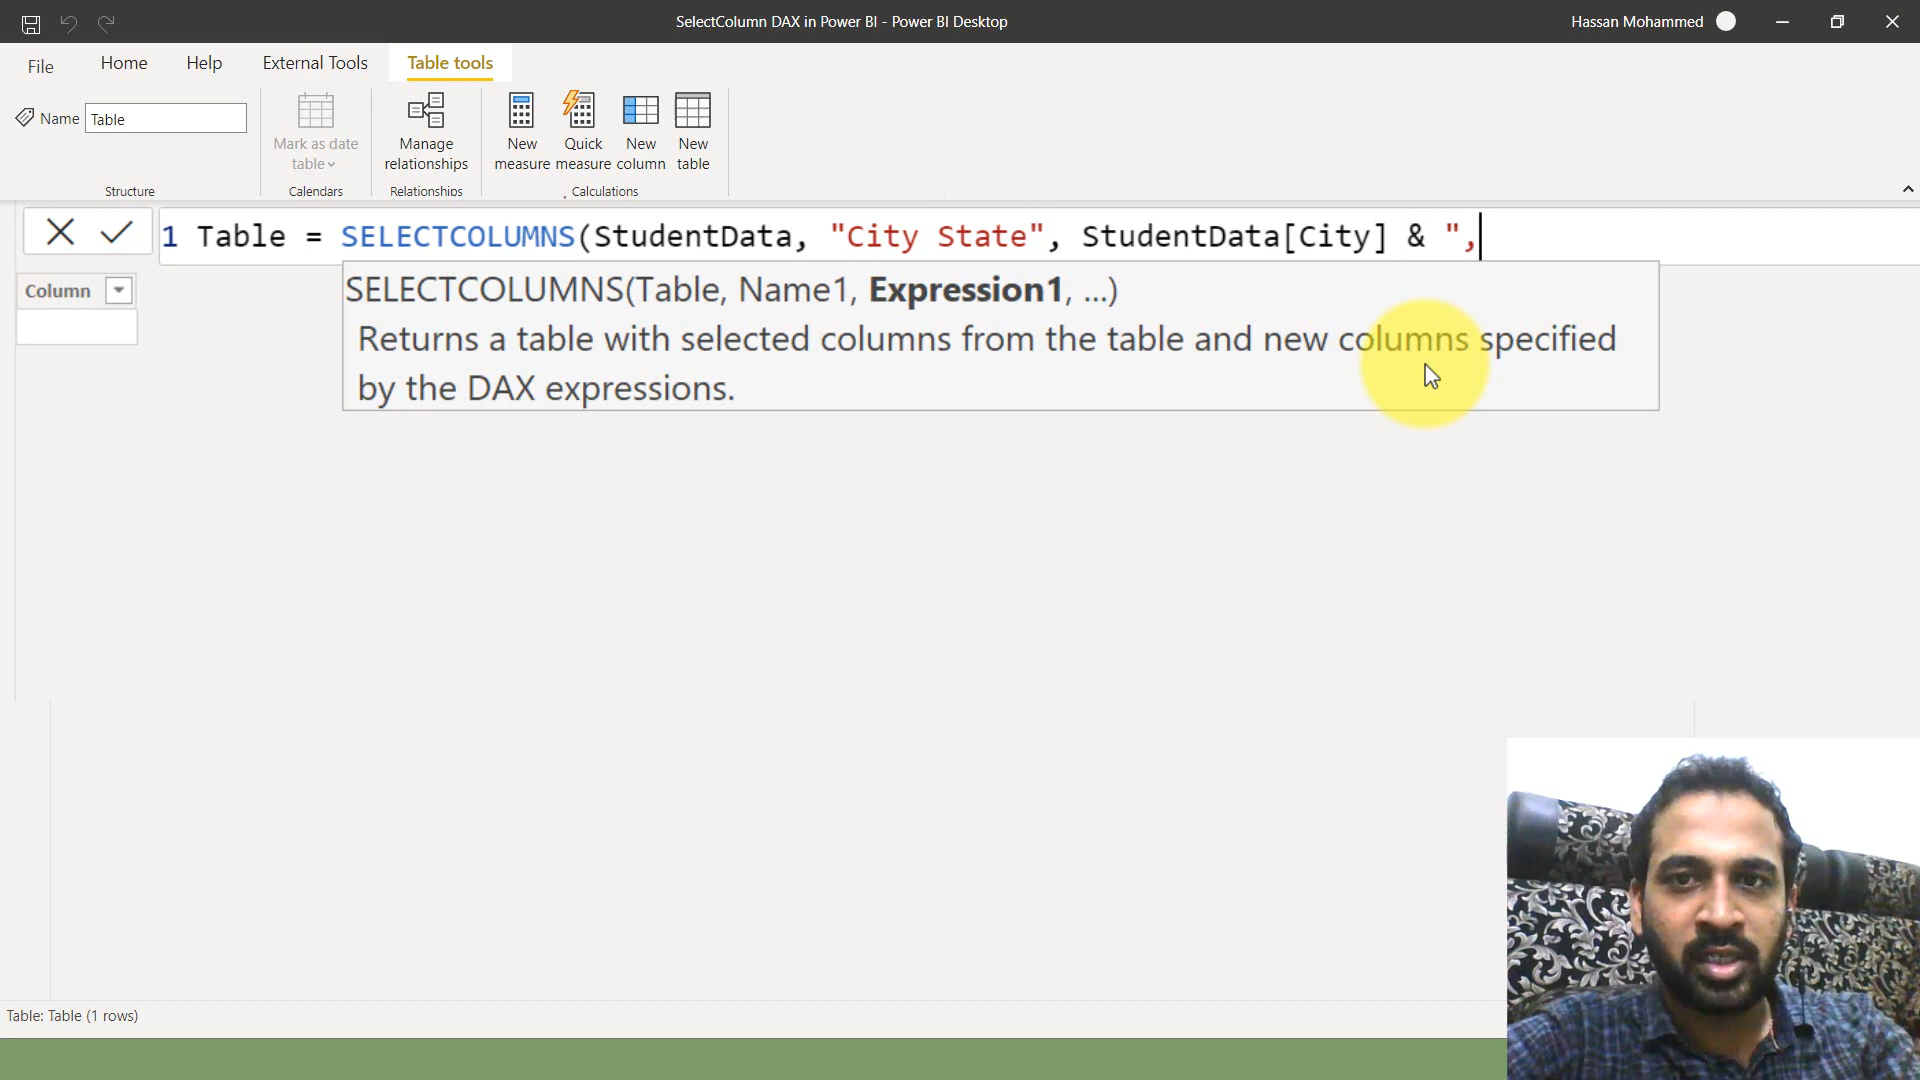 SelectColumn DAX in Power BI - Power BI Desktop
Hassan Mohammed
File Home Help External Tools Table tools
Name Table
Mark as date table
Manage relationships
New measure
Quick measure
New column
New table
Structure Calendars Relationships Calculations
1 Table = SELECTCOLUMNS(StudentData, "City State", StudentData[City] & ",
Column
SELECTCOLUMNS(Table, Name1, Expression1, ...)
Returns a table with selected columns from the table and new columns specified
by the DAX expressions.
Table: Table (1 rows)